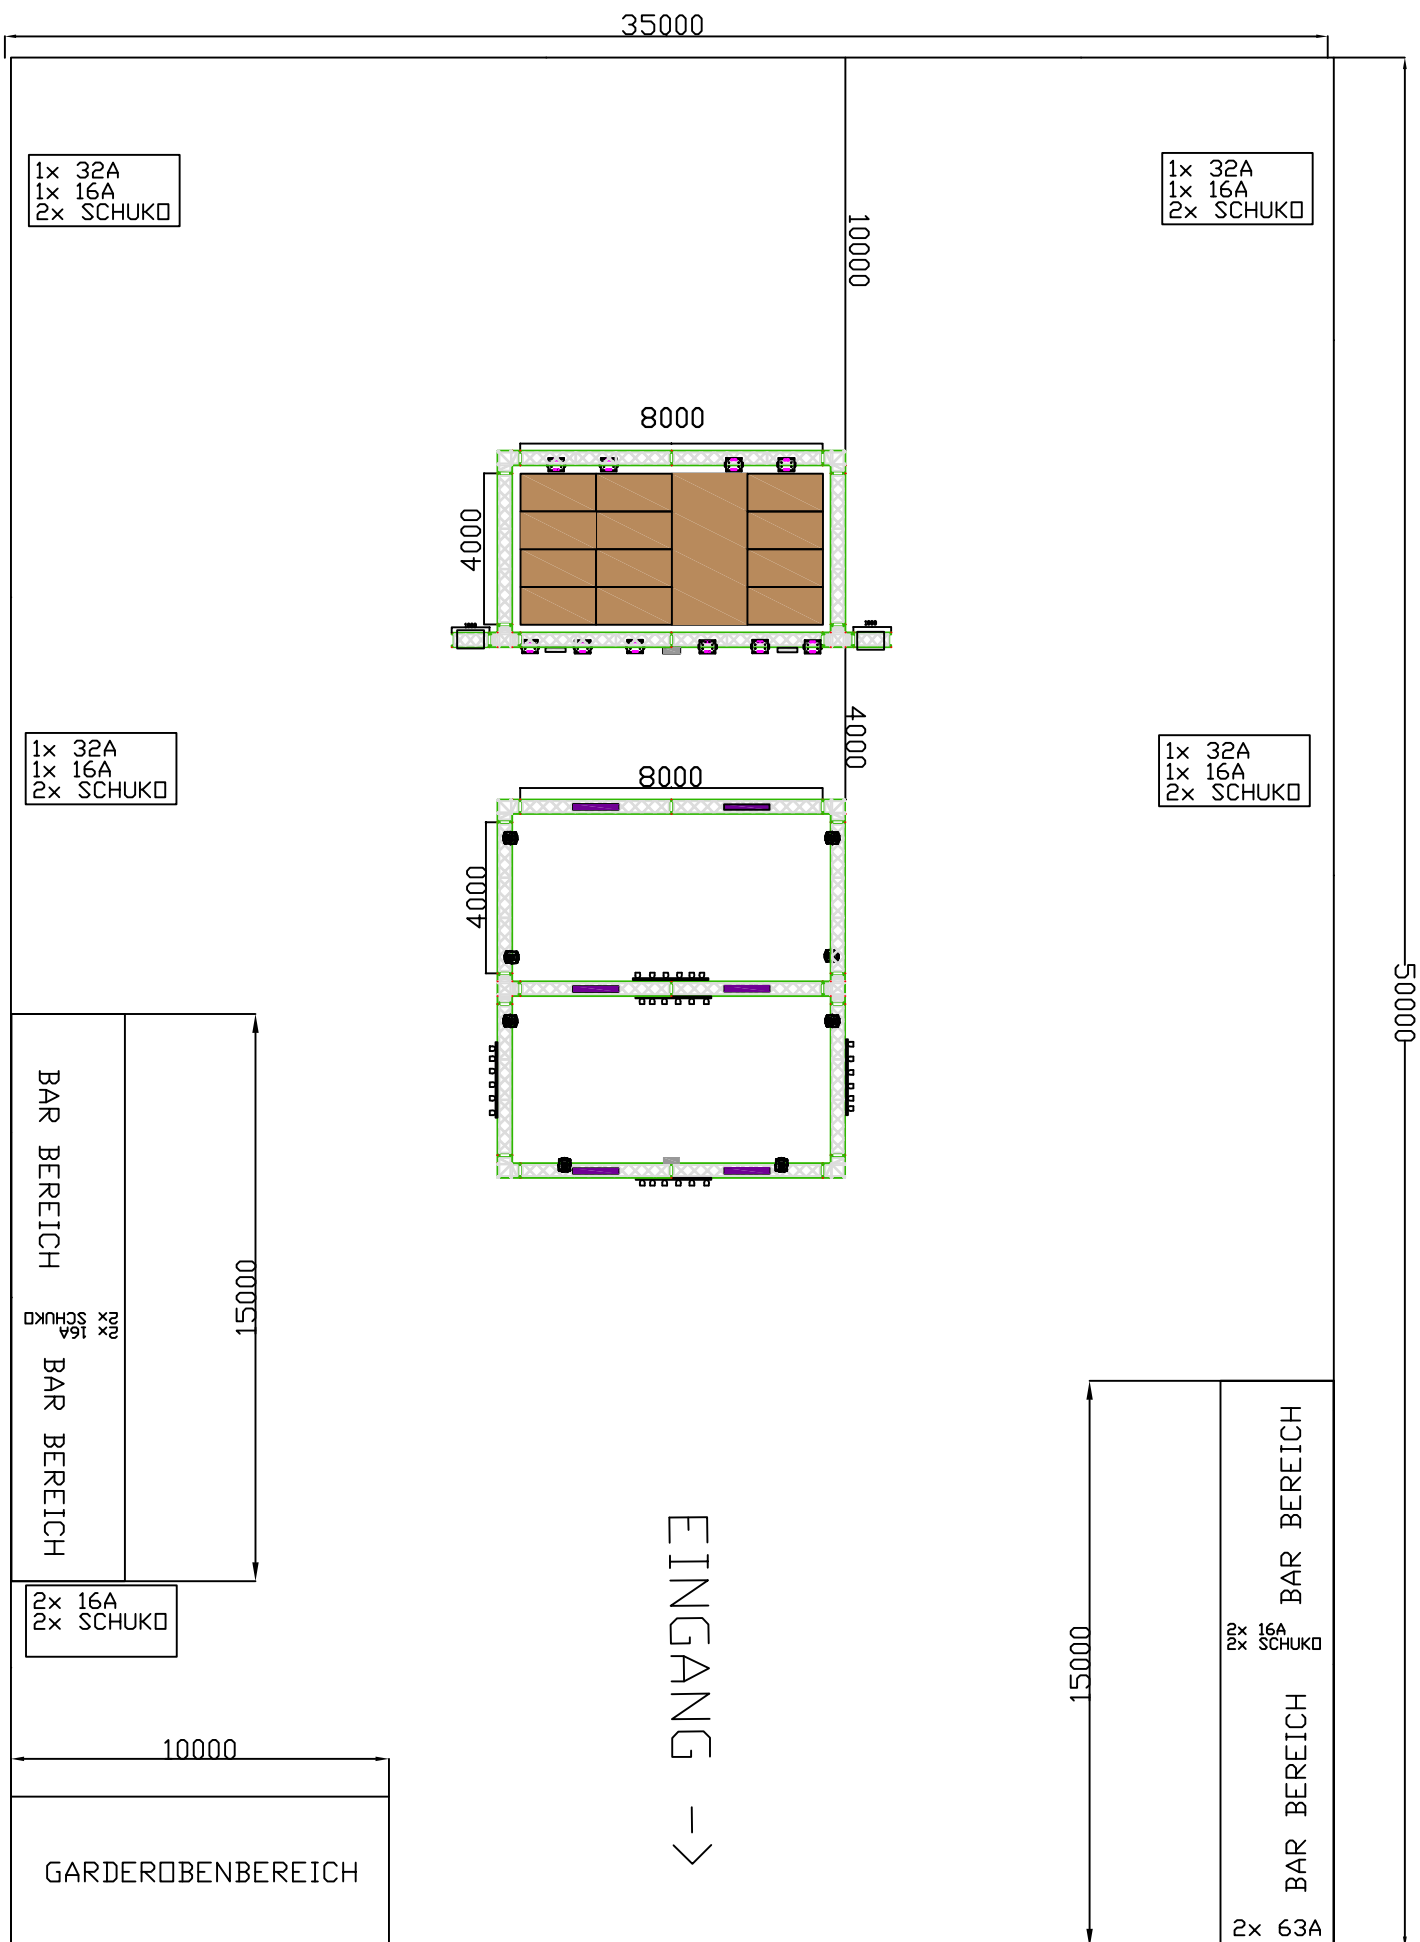 35000
1x 32A
1x 16A
2x SCHUKO
1x 32A
1x 16A
2x SCHUKO
10000
8000
4000
4000
1x 32A
1x 16A
2x SCHUKO
1x 32A
1x 16A
2x SCHUKO
8000
4000
50000
BAR BEREICH
2x 16A
2x SCHUKO
BAR BEREICH
15000
2x 16A
2x SCHUKO
EINGANG
15000
BAR BEREICH
2x 16A
2x SCHUKO
BAR BEREICH
2x 63A
10000
GARDEROBENBEREICH